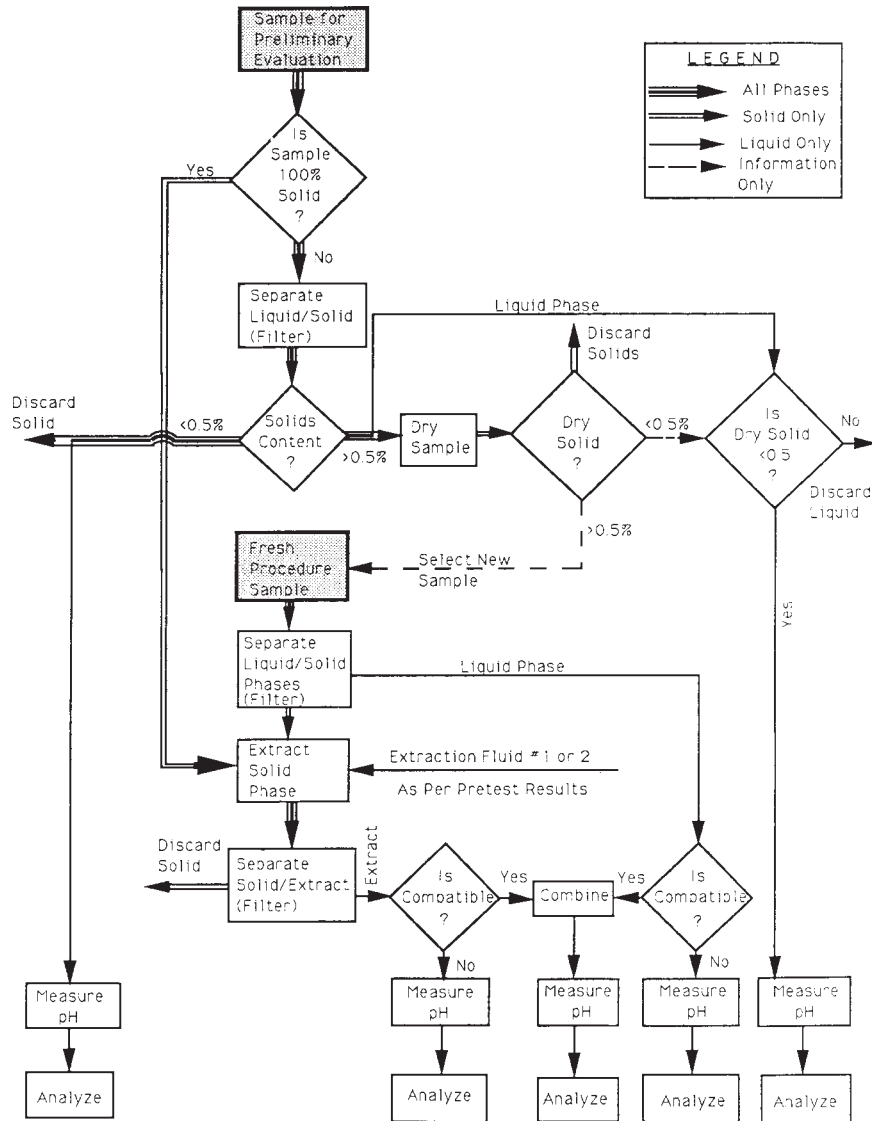 Sample for
Preliminary
Evaluation
LEGEND
All Phases
Solid Only
Liquid Only
Information
Only
Is
Sample
100%
Solid
?
Yes
No
Separate
Liquid/Solid
(Filter)
Liquid Phase
Discard
Solids
Discard
Solid
<0.5%
Solids
Content
?
>0.5%
Dry
Sample
Dry
Solid
?
<0.5%
Is
Dry Solid
<0.5
?
No
Discard
Liquid
>0.5%
Fresh
Procedure
Sample
Select New
Sample
Yes
Separate
Liquid/Solid
Phases
(Filter)
Liquid Phase
Extract
Solid
Phase
Extraction Fluid #1 or 2
As Per Pretest Results
Discard
Solid
Separate
Solid/Extract
(Filter)
Extract
Is
Compatible
?
Yes
Combine
Yes
Is
Compatible
?
No
No
Measure
pH
Measure
pH
Measure
pH
Measure
pH
Measure
pH
Analyze
Analyze
Analyze
Analyze
Analyze